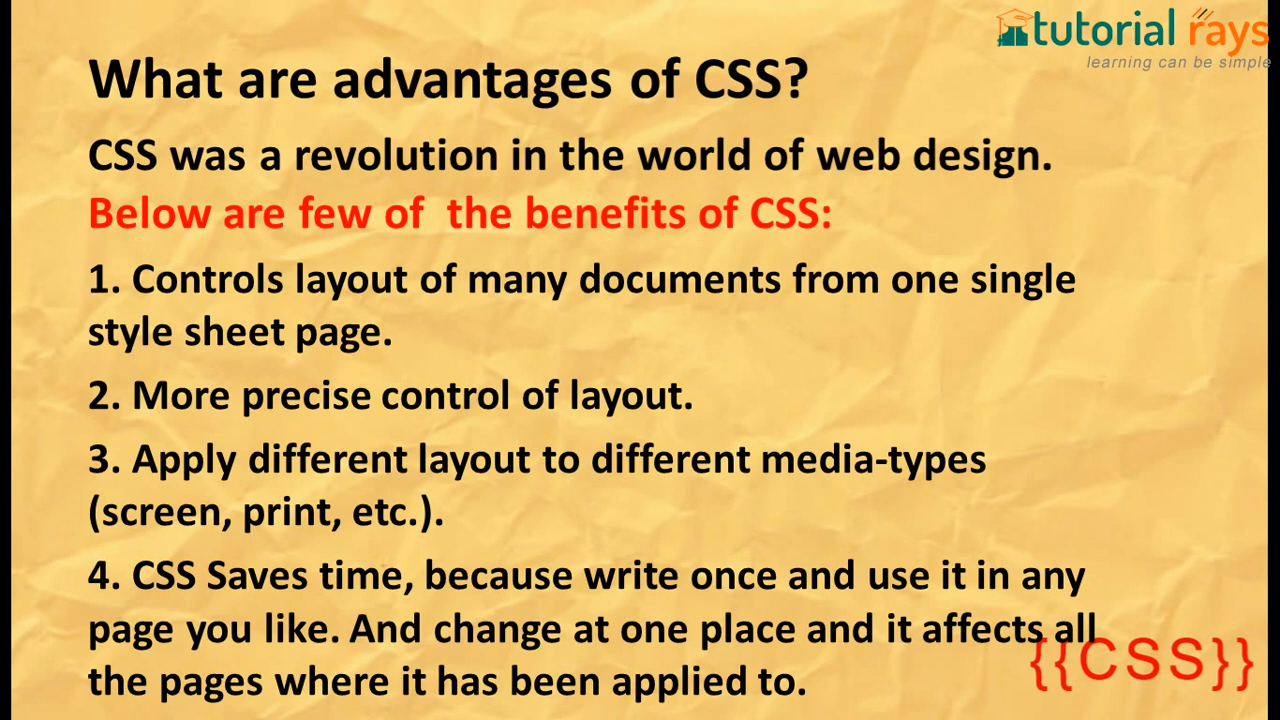 tutorial rays
learning can be simple
What are advantages of CSS?
CSS was a revolution in the world of web design.
Below are few of  the benefits of CSS:
1. Controls layout of many documents from one single
style sheet page.
2. More precise control of layout.
3. Apply different layout to different media-types
(screen, print, etc.).
4. CSS Saves time, because write once and use it in any
page you like. And change at one place and it affects all
the pages where it has been applied to.
{{CSS}}